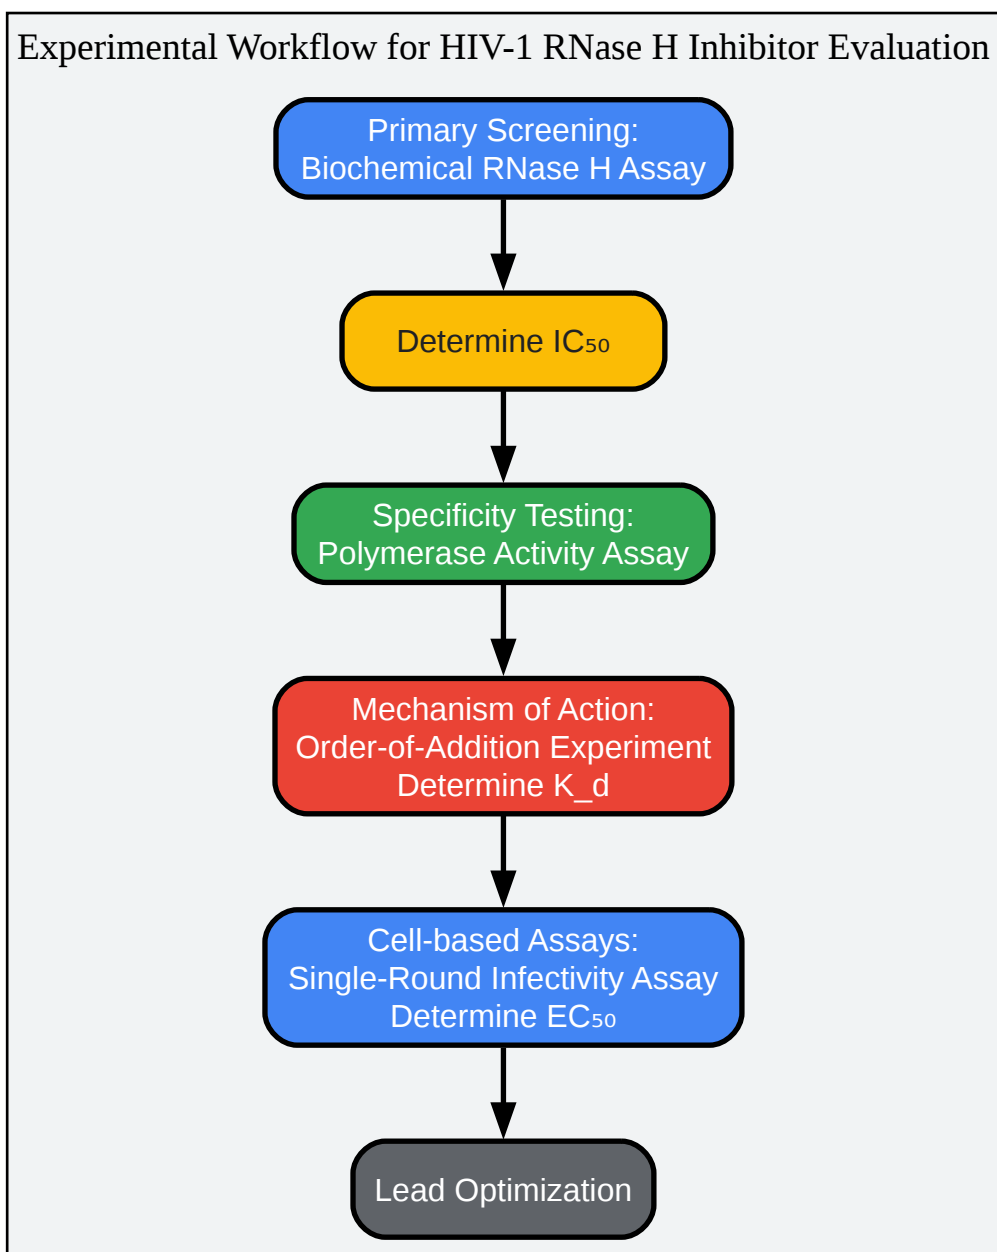 Experimental Workflow for HIV-1 RNase H Inhibitor Evaluation
Primary Screening:
Biochemical RNase H Assay
Determine IC₅₀
Specificity Testing:
Polymerase Activity Assay
Mechanism of Action:
Order-of-Addition Experiment
Determine K_d
Cell-based Assays:
Single-Round Infectivity Assay
Determine EC₅₀
Lead Optimization